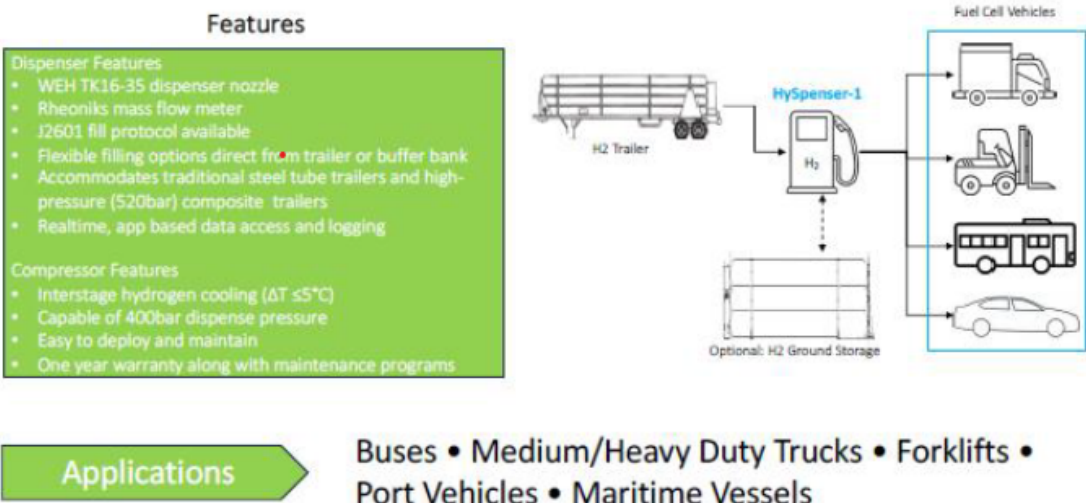 Features
Dispenser Features
• WEH TK16-35 dispenser nozzle
• Rheoniks mass flow meter
• J2601 fill protocol available
• Flexible filling options direct from trailer or buffer bank
• Accommodates traditional steel tube trailers and high-
pressure (520bar) composite trailers
• Realtime, app based data access and logging
Compressor Features
• Interstage hydrogen cooling (ΔT ≤5°C)
• Capable of 400bar dispense pressure
• Easy to deploy and maintain
• One year warranty along with maintenance programs
H2 Trailer
HySpenser-1
H₂
Optional: H2 Ground Storage
Fuel Cell Vehicles
Applications
Buses • Medium/Heavy Duty Trucks • Forklifts •
Port Vehicles • Maritime Vessels